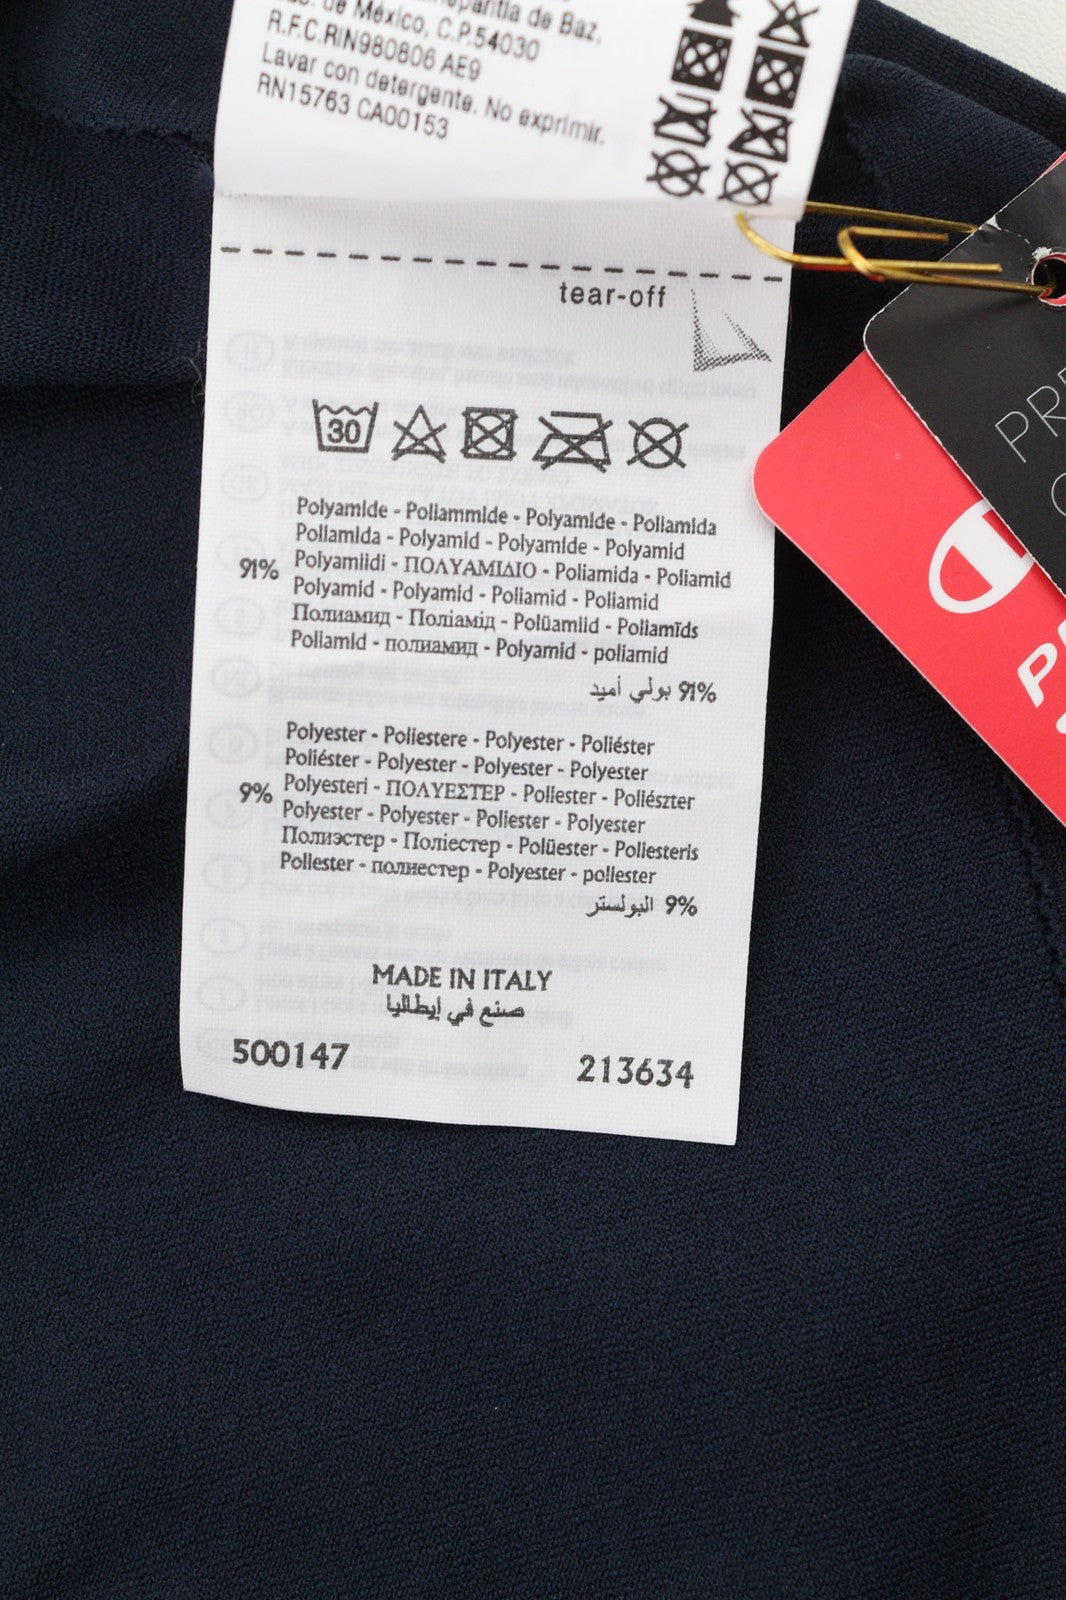 de México, C.P.54030
de Baz,
R.F.C.RIN980806 AE9
Lavar con detergente. No exprimir.
RN15763 CA00153
tear-off
30
Polyamide - Poliammide - Polyamide - Poliamida
Poliamida - Polyamid - Polyamide - Polyamid
91% Polyamiidi - ΠΟΛΥΑΜΙΔΙΟ - Poliamida - Poliamid
Polyamid - Polyamid - Poliamid - Poliamid
Полиамид - Поліамід - Polüamiid - Poliamīds
Poliamid - полиамид - Polyamid - poliamid
91% بولي أميد
Polyester - Poliestere - Polyester - Poliéster
Poliéster - Polyester - Polyester - Polyester
9% Polyesteri - ΠΟΛΥΕΣΤΕΡ - Poliester - Poliészter
Polyester - Polyester - Poliester - Polyester
Полиэстер - Поліестер - Polüester - Poliesteris
Poliester - полиестер - Polyester - poliester
9% البولستر
MADE IN ITALY
صنع في إيطاليا
500147 213634